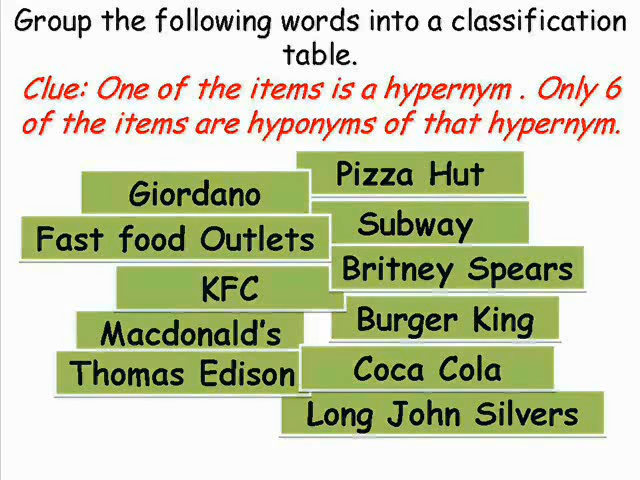 Group the following words into a classification
table.
Clue: One of the items is a hypernym . Only 6
of the items are hyponyms of that hypernym.
Pizza Hut
Giordano
Subway
Fast food Outlets
Britney Spears
KFC
Burger King
Macdonald's
Coca Cola
Thomas Edison
Long John Silvers